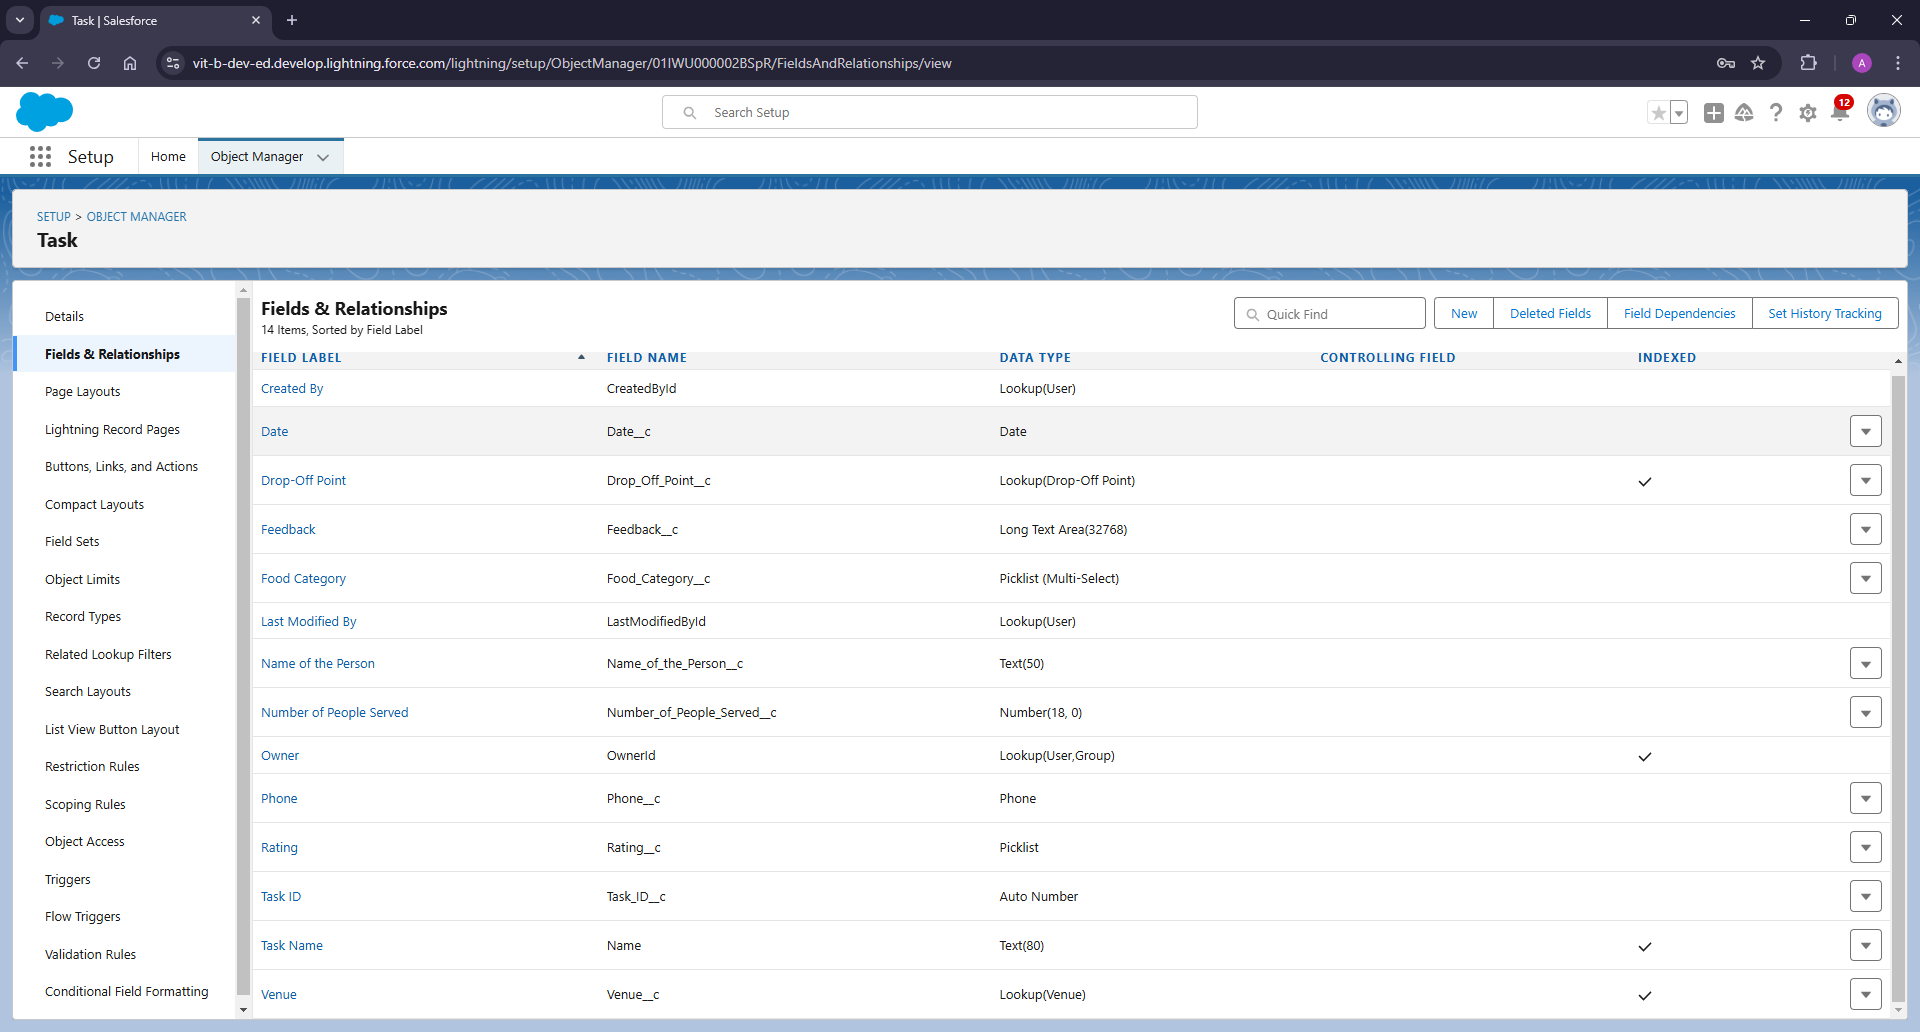 Task | Salesforce
vit-b-dev-ed.develop.lightning.force.com/lightning/setup/ObjectManager/01IWU000002BSpR/FieldsAndRelationships/view
A
Search Setup
12
Setup
Home
Object Manager
SETUP > OBJECT MANAGER
Task
Details
Fields & Relationships
Page Layouts
Lightning Record Pages
Buttons, Links, and Actions
Compact Layouts
Field Sets
Object Limits
Record Types
Related Lookup Filters
Search Layouts
List View Button Layout
Restriction Rules
Scoping Rules
Object Access
Triggers
Flow Triggers
Validation Rules
Conditional Field Formatting
Fields & Relationships
14 Items, Sorted by Field Label
Quick Find
New
Deleted Fields
Field Dependencies
Set History Tracking
FIELD LABEL FIELD NAME DATA TYPE CONTROLLING FIELD INDEXED
Created By CreatedById Lookup(User)
Date Date__c Date
Drop-Off Point Drop_Off_Point__c Lookup(Drop-Off Point)
Feedback Feedback__c Long Text Area(32768)
Food Category Food_Category__c Picklist (Multi-Select)
Last Modified By LastModifiedById Lookup(User)
Name of the Person Name_of_the_Person__c Text(50)
Number of People Served Number_of_People_Served__c Number(18, 0)
Owner OwnerId Lookup(User,Group)
Phone Phone__c Phone
Rating Rating__c Picklist
Task ID Task_ID__c Auto Number
Task Name Name Text(80)
Venue Venue__c Lookup(Venue)